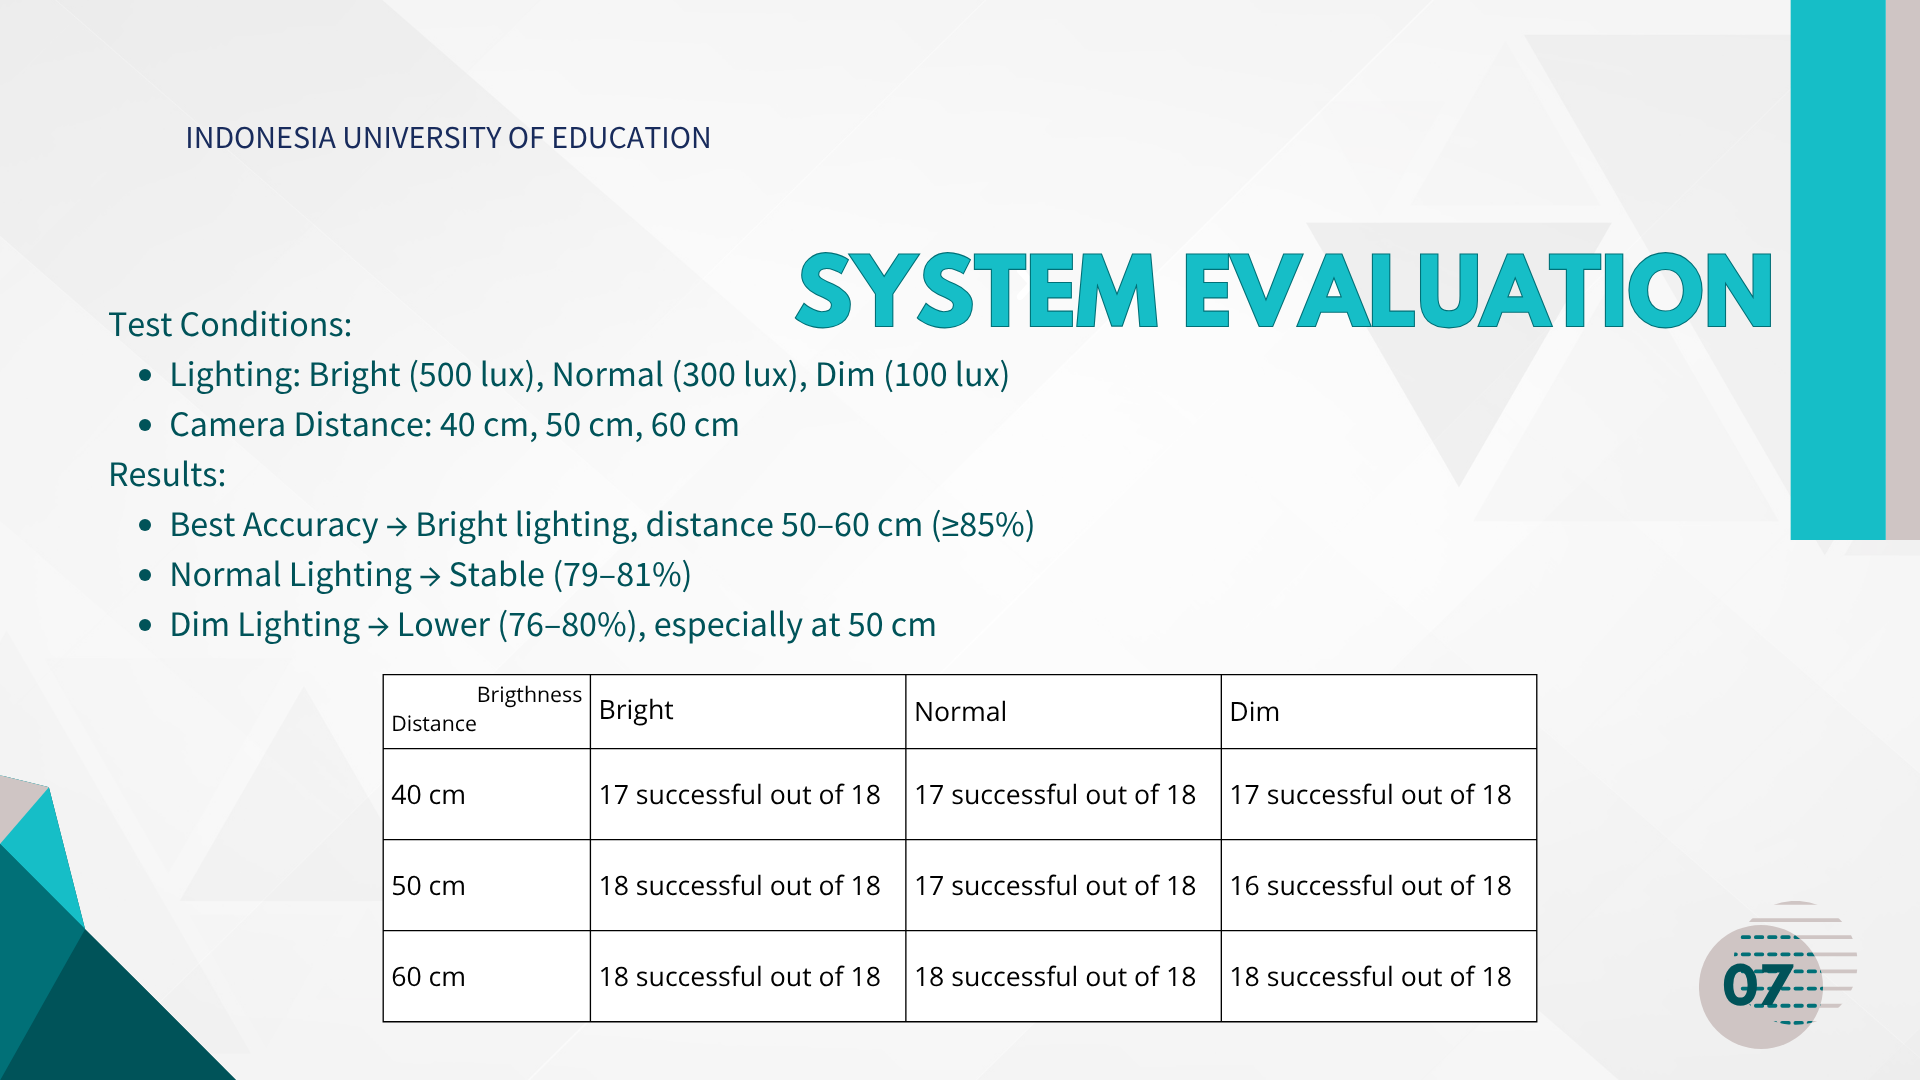 INDONESIA UNIVERSITY OF EDUCATION
SYSTEM EVALUATION
Test Conditions:
• Lighting: Bright (500 lux), Normal (300 lux), Dim (100 lux)
• Camera Distance: 40 cm, 50 cm, 60 cm
Results:
• Best Accuracy → Bright lighting, distance 50–60 cm (≥85%)
• Normal Lighting → Stable (79–81%)
• Dim Lighting → Lower (76–80%), especially at 50 cm
Brigthness
Distance
Bright
Normal
Dim
40 cm
17 successful out of 18
17 successful out of 18
17 successful out of 18
50 cm
18 successful out of 18
17 successful out of 18
16 successful out of 18
60 cm
18 successful out of 18
18 successful out of 18
18 successful out of 18
07